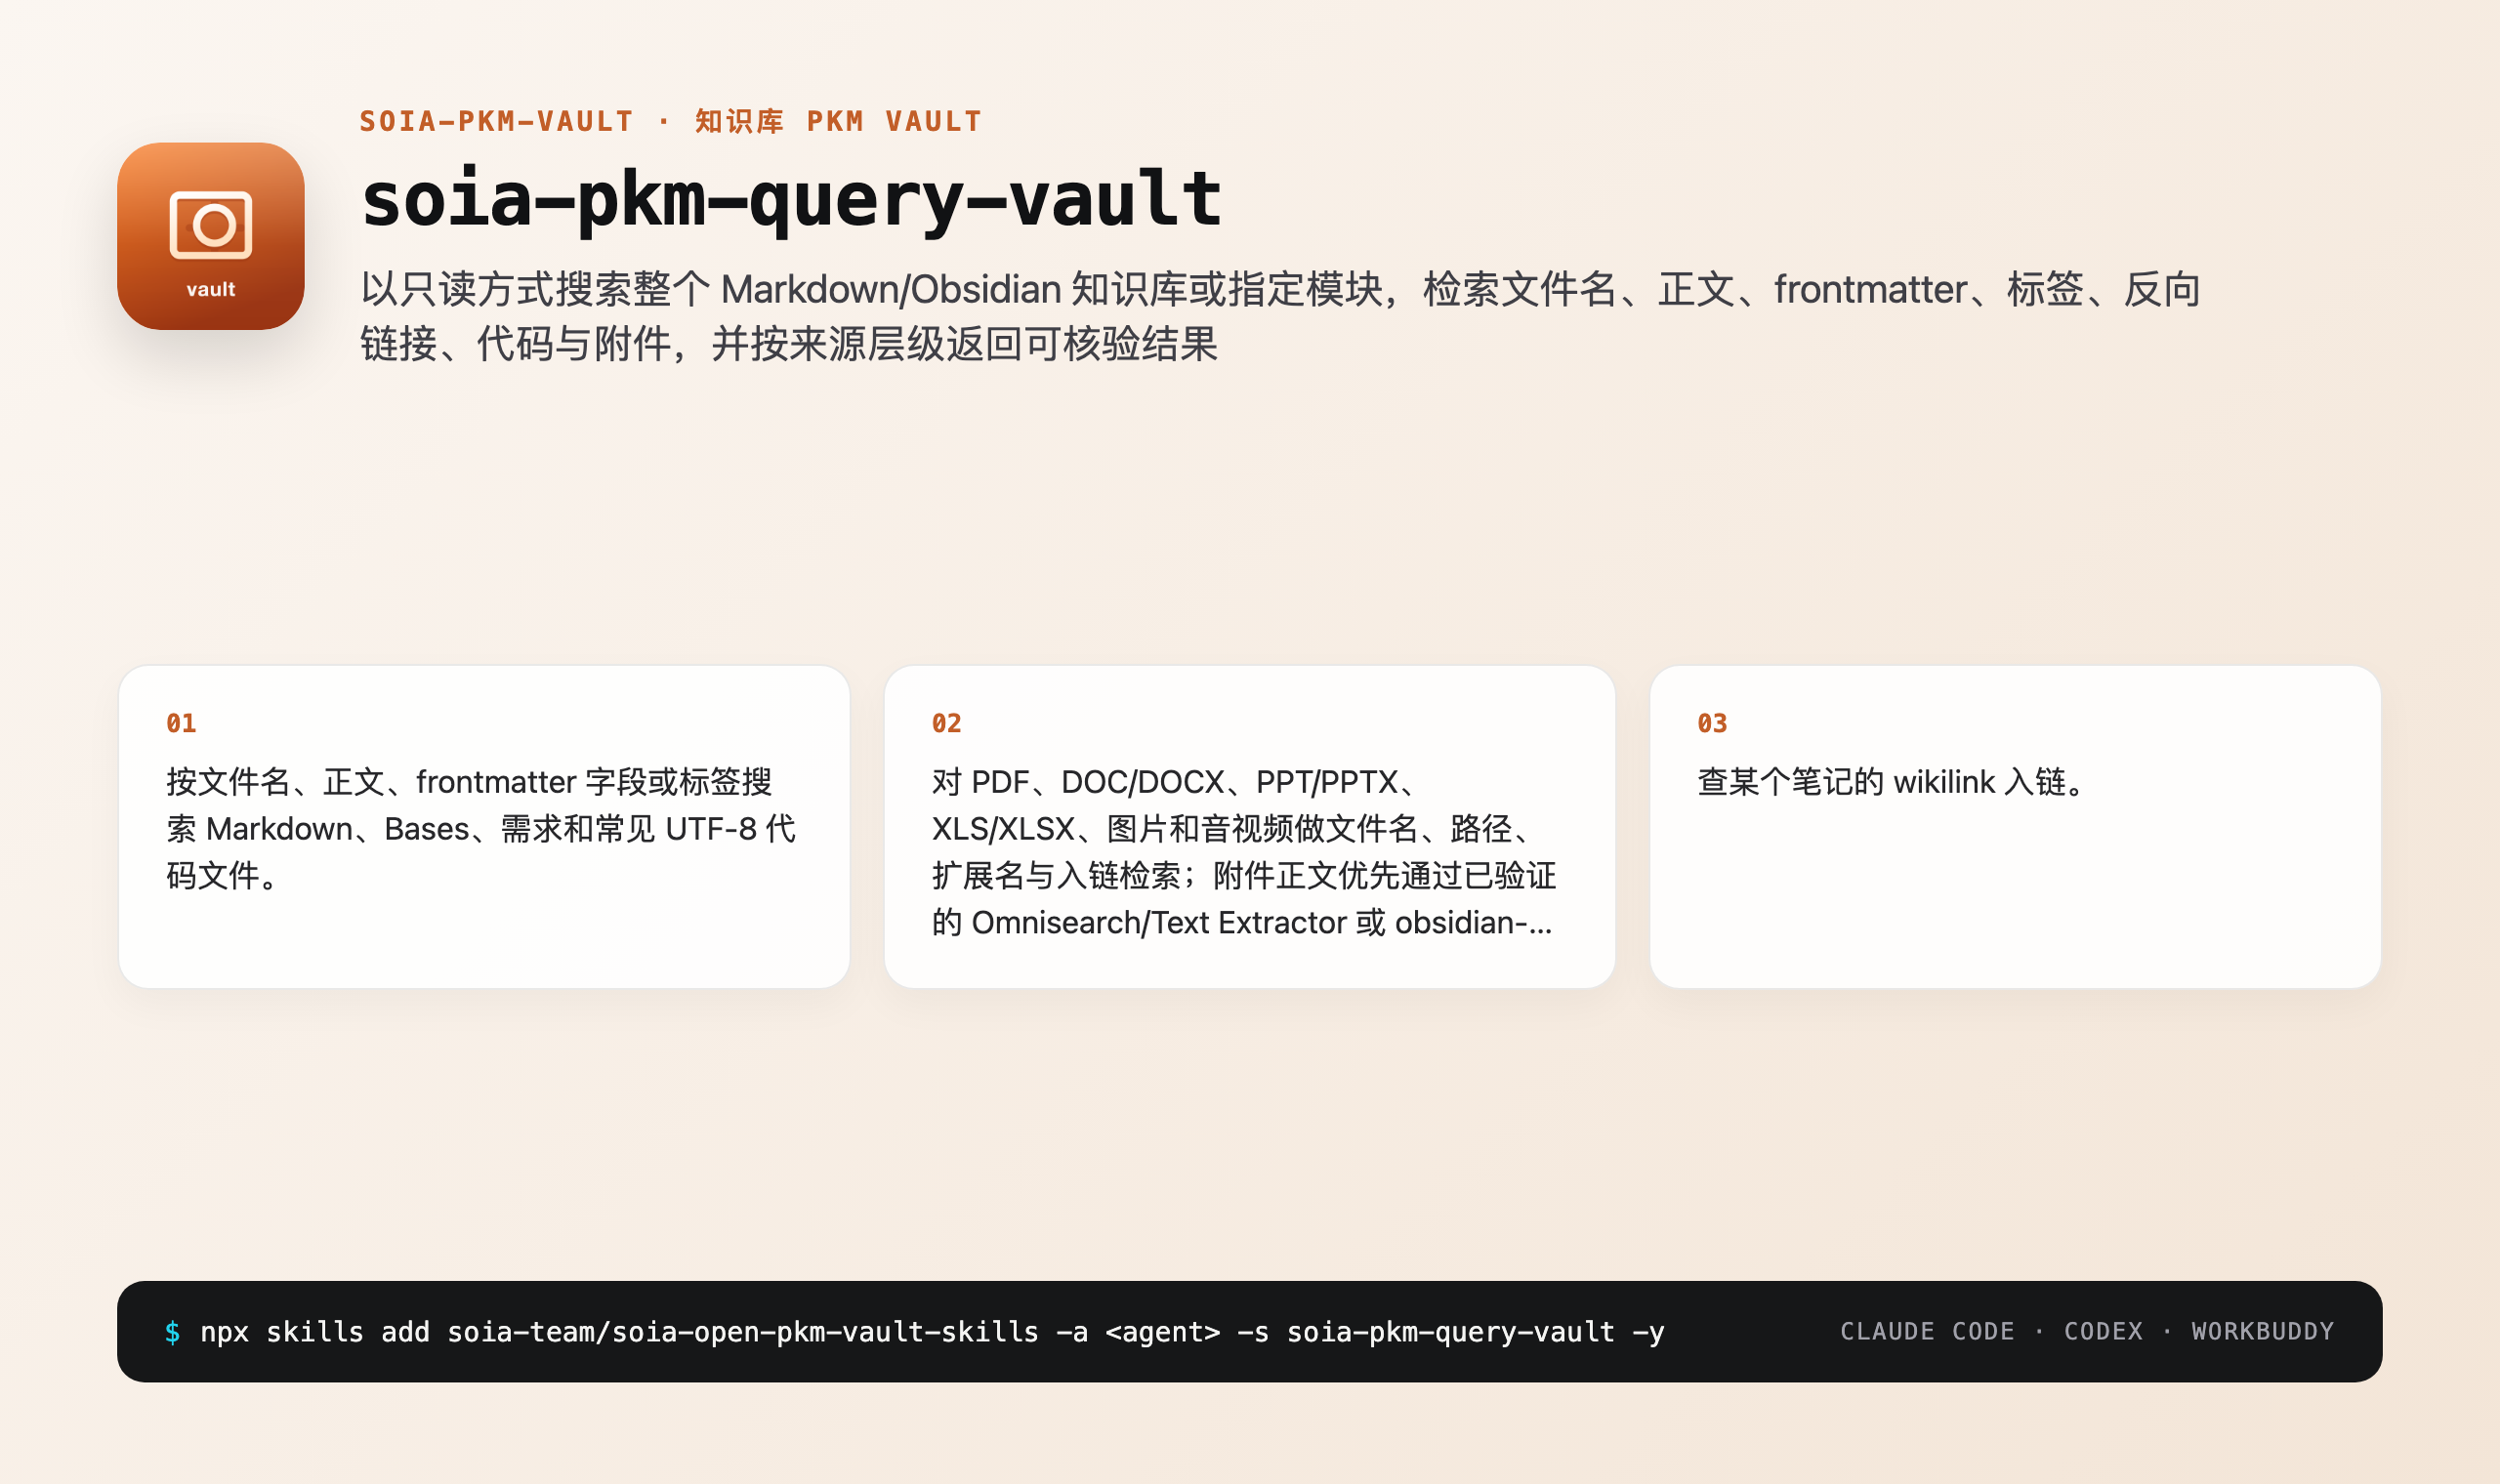 SOIA-PKM-VAULT · 知识库 PKM VAULT
soia-pkm-query-vault
以只读方式搜索整个 Markdown/Obsidian 知识库或指定模块，检索文件名、正文、frontmatter、标签、反向
链接、代码与附件，并按来源层级返回可核验结果
vault
01
按文件名、正文、frontmatter 字段或标签搜
索 Markdown、Bases、需求和常见 UTF-8 代
码文件。
02
对 PDF、DOC/DOCX、PPT/PPTX、
XLS/XLSX、图片和音视频做文件名、路径、
扩展名与入链检索；附件正文优先通过已验证
的 Omnisearch/Text Extractor 或 obsidian-...
03
查某个笔记的 wikilink 入链。
$ npx skills add soia-team/soia-open-pkm-vault-skills -a <agent> -s soia-pkm-query-vault -y
CLAUDE CODE · CODEX · WORKBUDDY